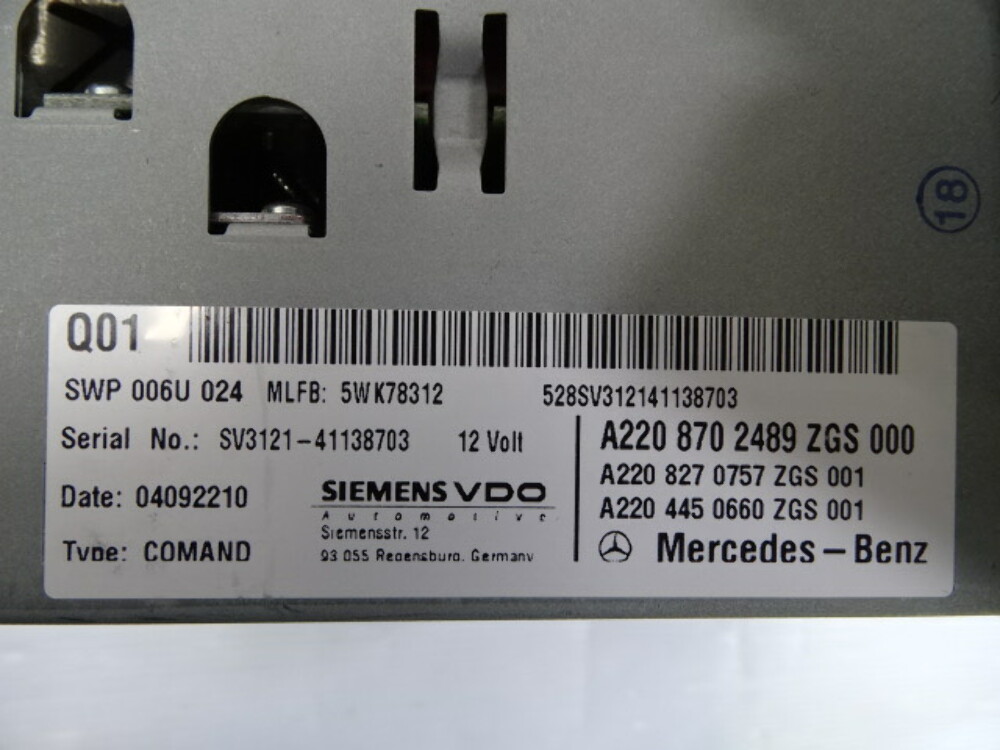 18
Q01
SWP 006U 024 MLFB: 5WK78312 528SV312141138703
Serial No.: SV3121-41138703 12 Volt
A220 870 2489 ZGS 000
A220 827 0757 ZGS 001
Date: 04092210
SIEMENS VDO
Automotive
A220 445 0660 ZGS 001
Siemensstr. 12
Type: COMAND
93 055 Regensburg, Germany
Mercedes-Benz